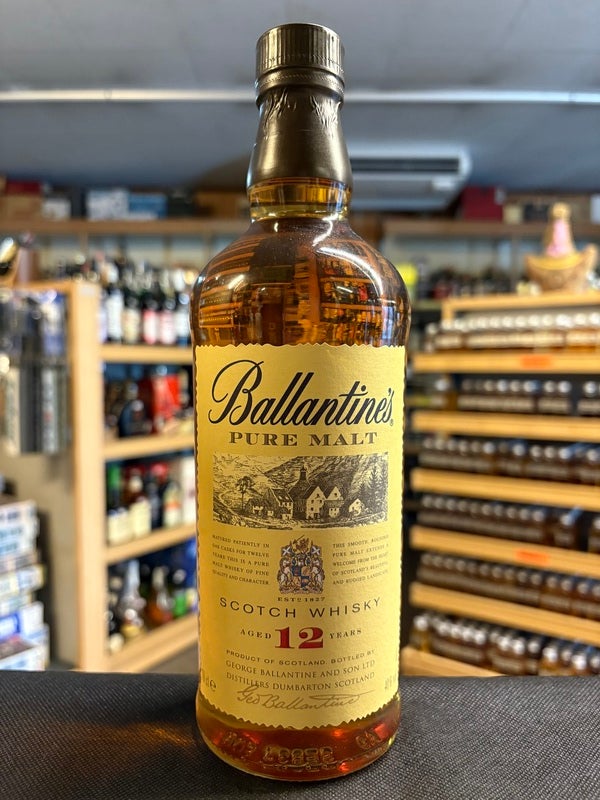 Ballantine's
PURE MALT
MATURED PATIENTLY IN
OAK CASKS FOR TWELVE
YEARS THIS IS A PURE
MALT WHISKY OF FINE
QUALITY AND CHARACTER
THIS SMOOTH, ROUNDED
PURE MALT EXTENDS A
WELCOME FROM THE HEART
OF SCOTLAND'S BEAUTIFUL
AND RUGGED LANDSCAPE
ESTD 1827
SCOTCH WHISKY
AGED 12 YEARS
PRODUCT OF SCOTLAND. BOTTLED BY
GEORGE BALLANTINE AND SON LTD
DISTILLERS DUMBARTON SCOTLAND
Geo Ballantine